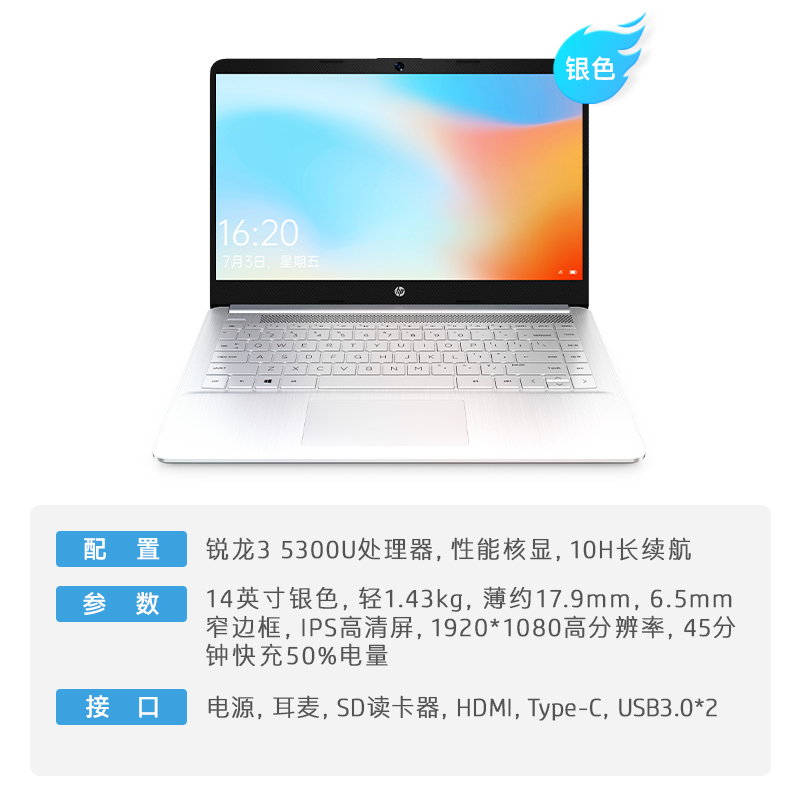 银色
16:20
7月3日，星期五
hp
Q W E R T Y U I O P
A S D F G H J K L
Z X C V B N M
配 置
锐龙3 5300U处理器, 性能核显, 10H长续航
参 数
14英寸银色, 轻1.43kg, 薄约17.9mm, 6.5mm
窄边框, IPS高清屏, 1920*1080高分辨率, 45分
钟快充50%电量
接 口
电源, 耳麦, SD读卡器, HDMI, Type-C, USB3.0*2